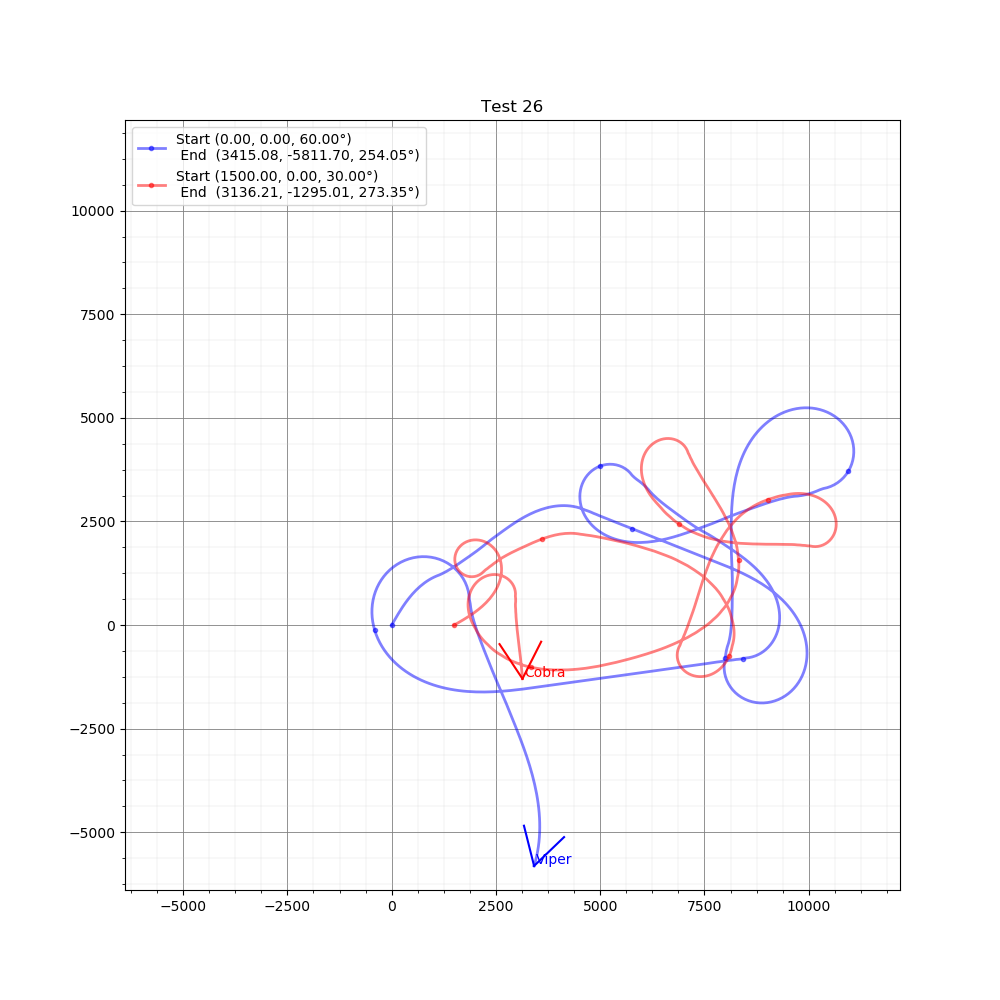 Test 26
Start (0.00, 0.00, 60.00°)
End  (3415.08, -5811.70, 254.05°)
Start (1500.00, 0.00, 30.00°)
End  (3136.21, -1295.01, 273.35°)
10000
7500
5000
2500
0
−2500
−5000
Cobra
Viper
−5000
−2500
0
2500
5000
7500
10000